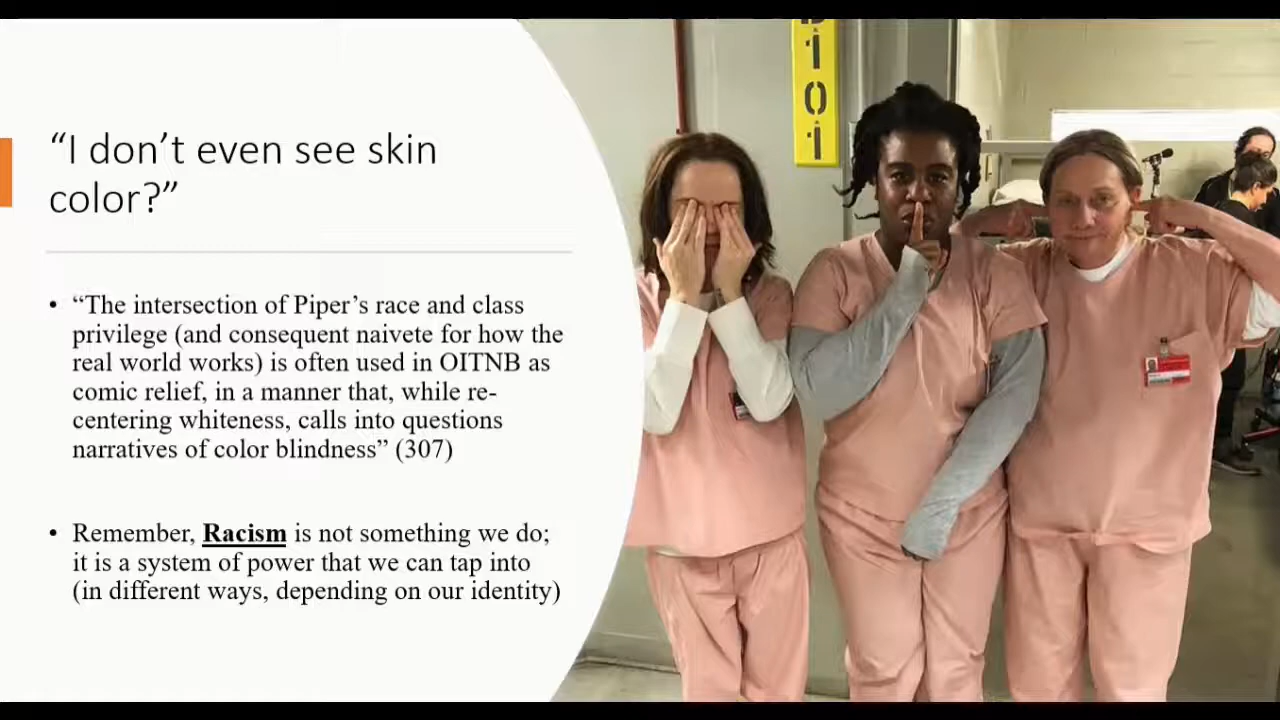 “I don’t even see skin
color?”
• “The intersection of Piper’s race and class
privilege (and consequent naivete for how the
real world works) is often used in OITNB as
comic relief, in a manner that, while re-
centering whiteness, calls into questions
narratives of color blindness” (307)
• Remember, Racism is not something we do;
it is a system of power that we can tap into
(in different ways, depending on our identity)
101